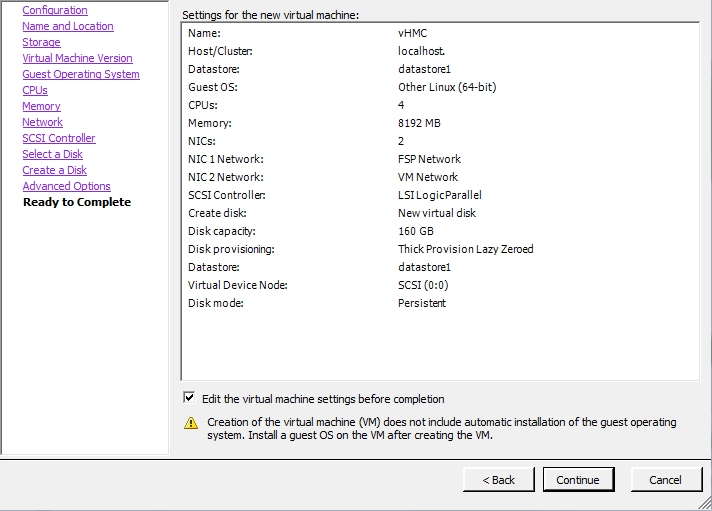 Configuration
Name and Location
Storage
Virtual Machine Version
Guest Operating System
CPUs
Memory
Network
SCSI Controller
Select a Disk
Create a Disk
Advanced Options
Ready to Complete
Settings for the new virtual machine:
Name: vHMC
Host/Cluster: localhost.
Datastore: datastore1
Guest OS: Other Linux (64-bit)
CPUs: 4
Memory: 8192 MB
NICs: 2
NIC 1 Network: FSP Network
NIC 2 Network: VM Network
SCSI Controller: LSI Logic Parallel
Create disk: New virtual disk
Disk capacity: 160 GB
Disk provisioning: Thick Provision Lazy Zeroed
Datastore: datastore1
Virtual Device Node: SCSI (0:0)
Disk mode: Persistent
Edit the virtual machine settings before completion
Creation of the virtual machine (VM) does not include automatic installation of the guest operating
system. Install a guest OS on the VM after creating the VM.
< Back Continue Cancel